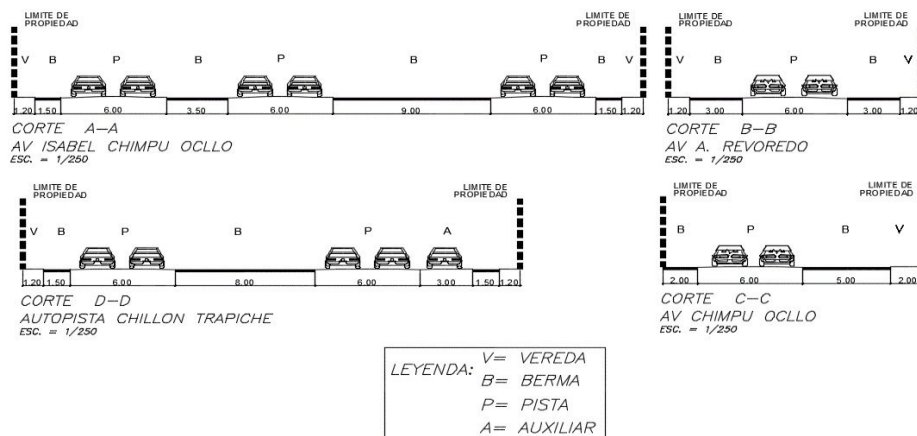 LIMITE DE
PROPIEDAD
LIMITE DE
PROPIEDAD
V B P B P B P B V
1.20 1.50 6.00 3.50 6.00 9.00 6.00 1.50 1.20
CORTE A-A
AV ISABEL CHIMPU OCLLO
ESC. = 1/250
LIMITE DE
PROPIEDAD
LIMITE DE
PROPIEDAD
V B P B V
1.20 3.00 6.00 3.00 1.20
CORTE B-B
AV A. REVOREDO
ESC. = 1/250
LIMITE DE
PROPIEDAD
LIMITE DE
PROPIEDAD
V B P B P A
1.20 1.50 6.00 8.00 6.00 3.00 1.50 1.20
CORTE D-D
AUTOPISTA CHILLON TRAPICHE
ESC. = 1/250
LIMITE DE
PROPIEDAD
LIMITE DE
PROPIEDAD
B P B V
2.00 6.00 5.00 2.00
CORTE C-C
AV CHIMPU OCLLO
ESC. = 1/250
LEYENDA: V= VEREDA
B= BERMA
P= PISTA
A= AUXILIAR